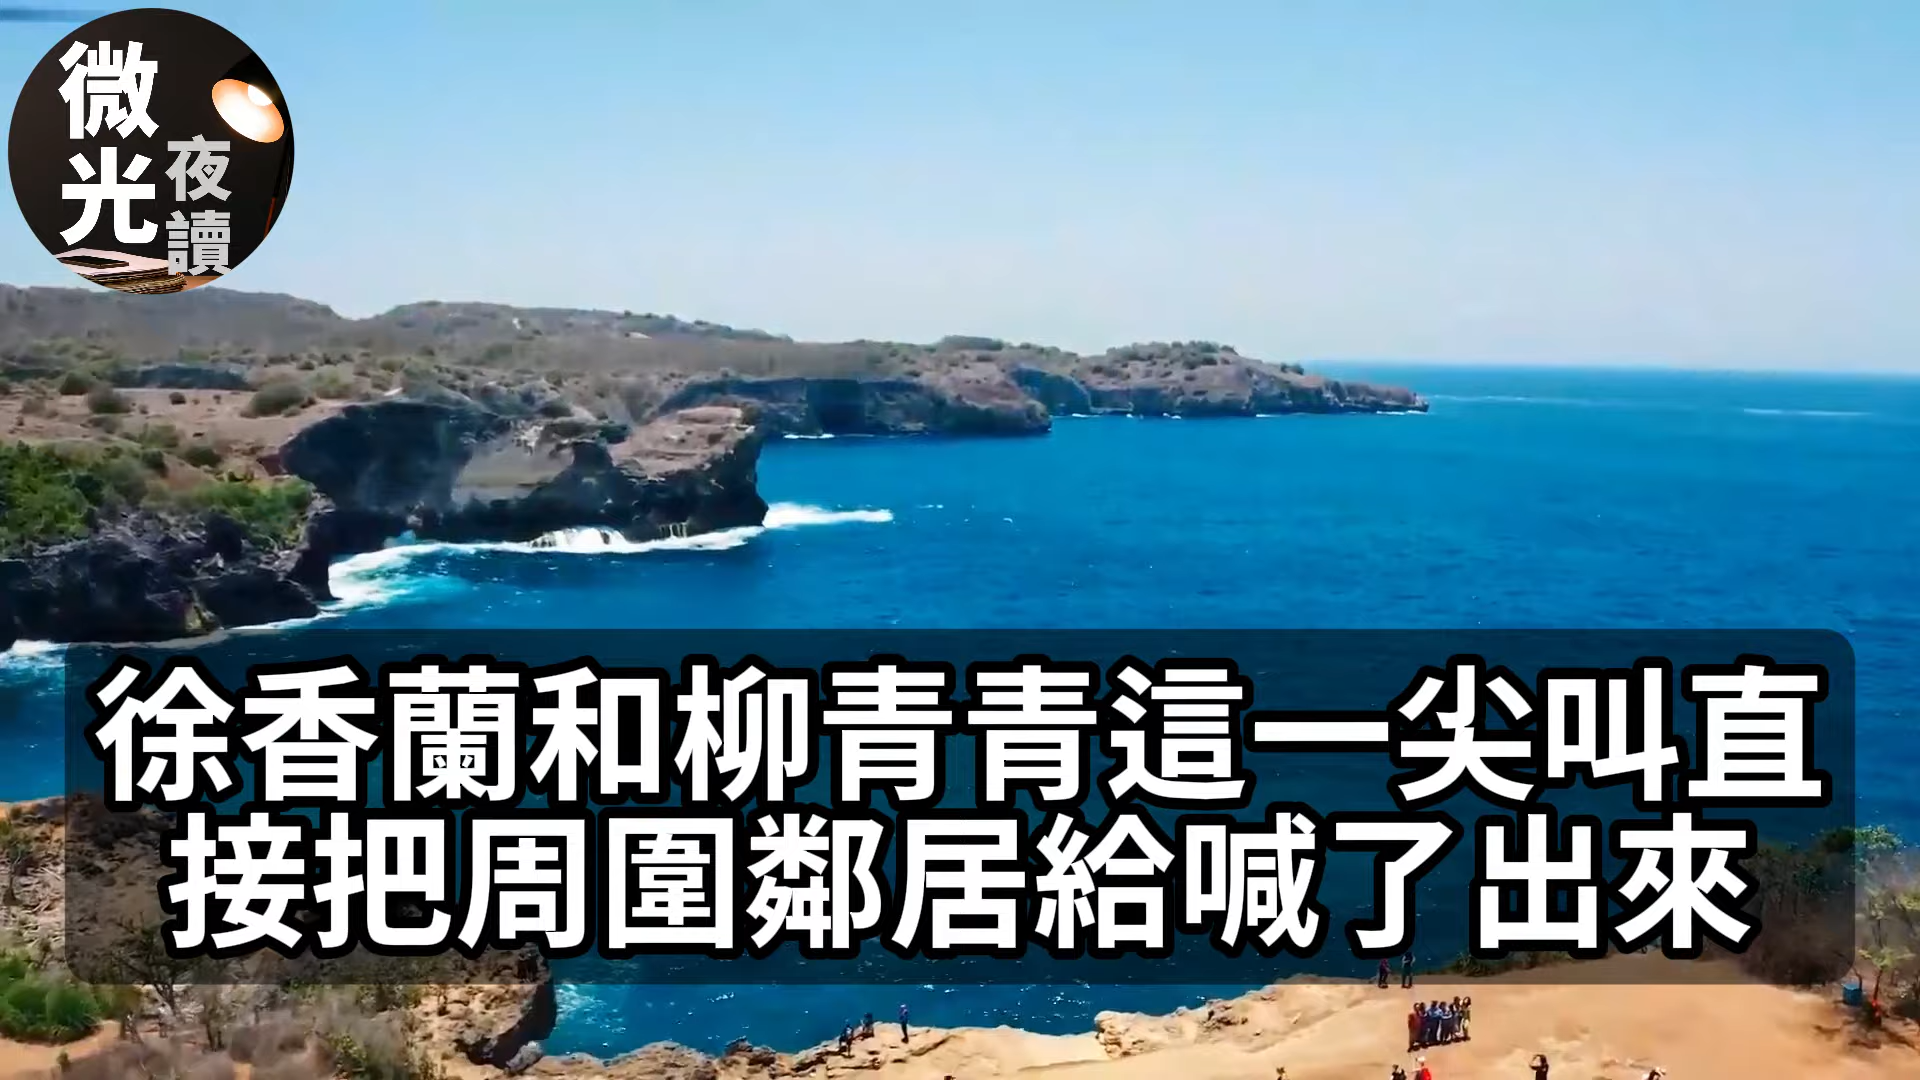 微光
夜讀
徐香蘭和柳青青這一尖叫直
接把周圍鄰居給喊了出來